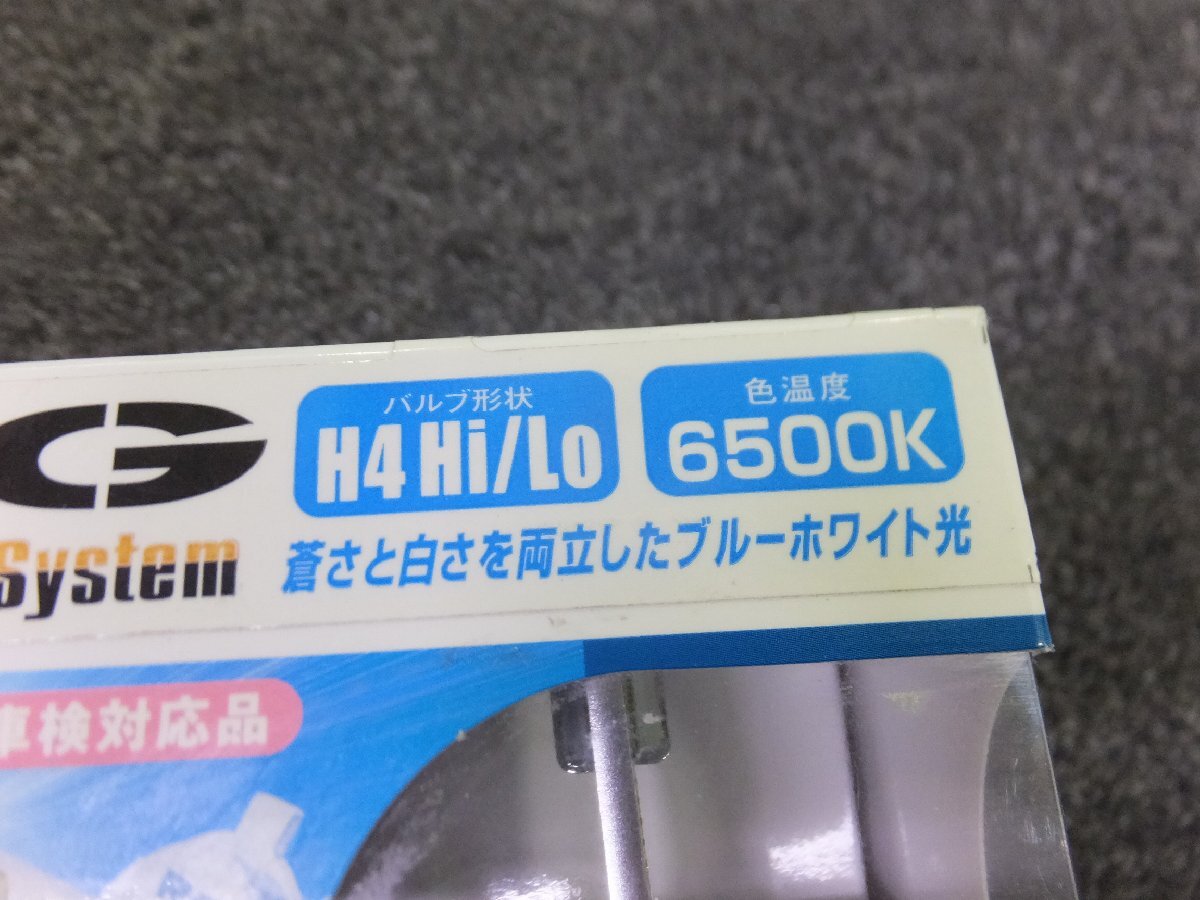 G
System
バルブ形状
H4 Hi/Lo
色温度
6500K
蒼さと白さを両立したブルーホワイト光
車検対応品